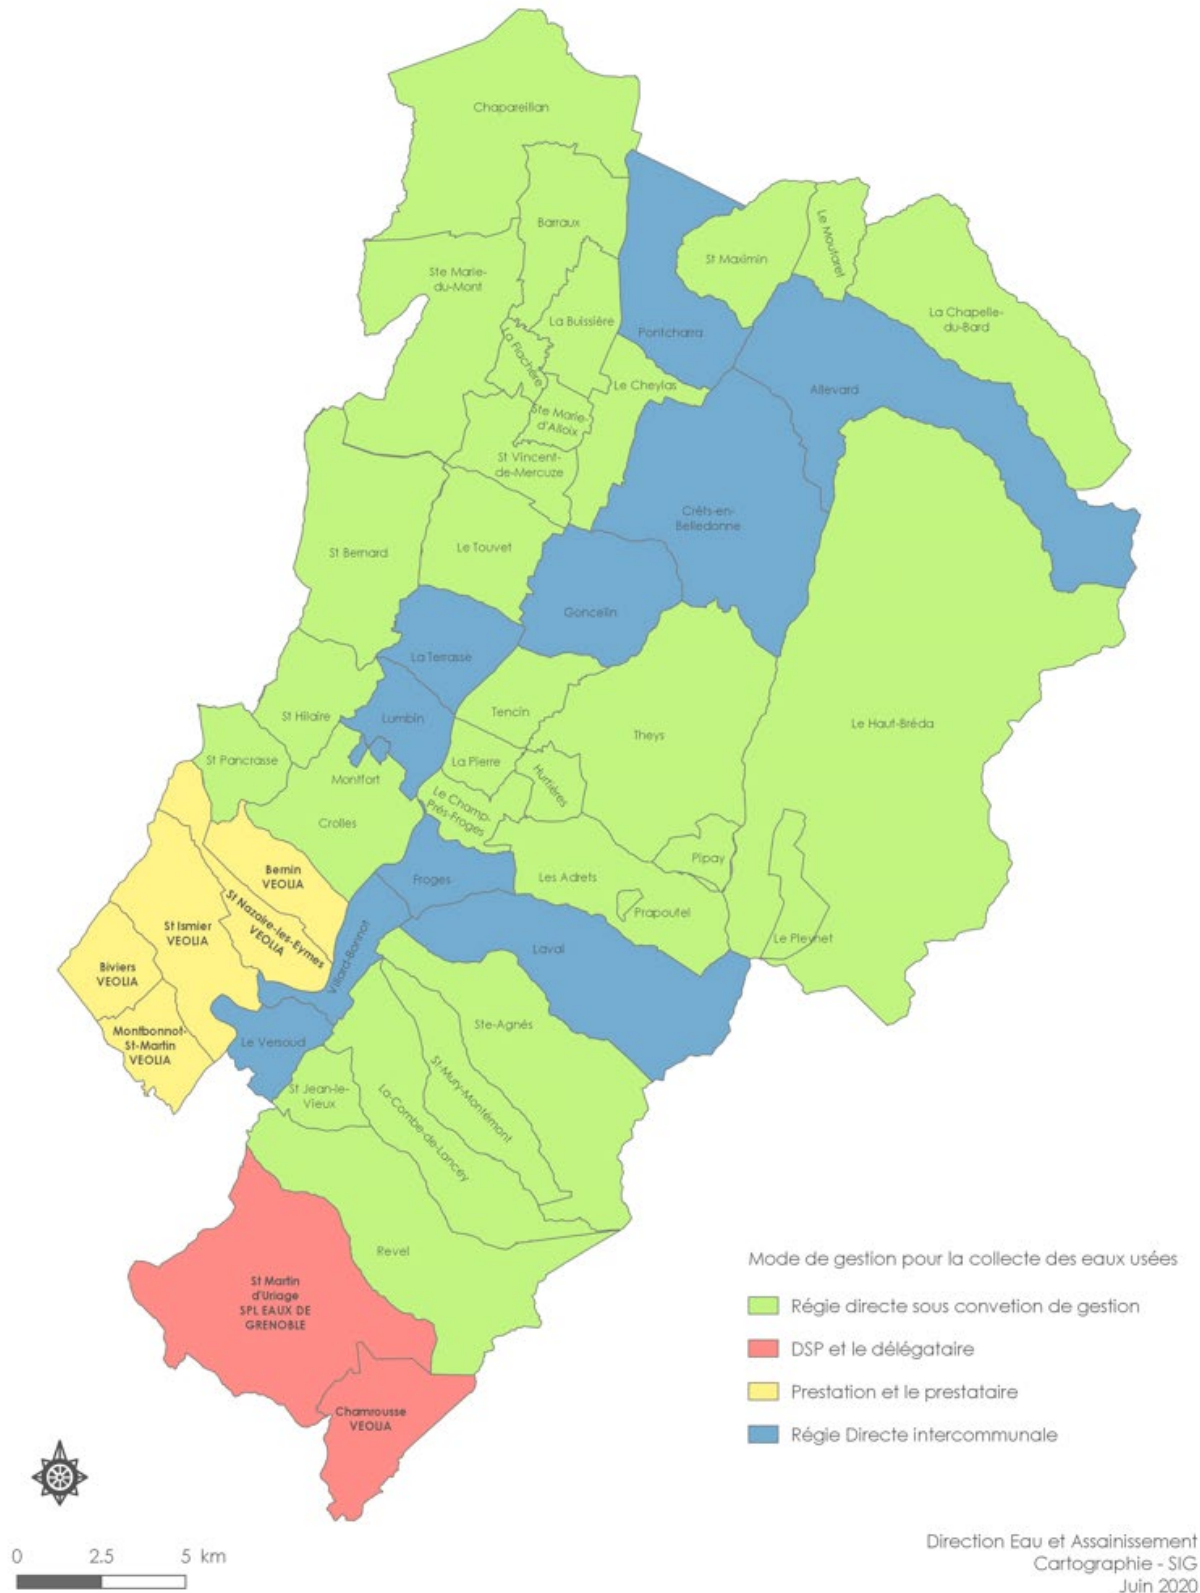 Chapareillan
Barraux
Ste Marie-
du-Mont
St Maximin
Le Moutaret
La Chapelle-
du-Bard
La Buissière
Pontcharra
La Flachère
Le Cheylas
Allevard
Ste Marie-
d'Alloix
St Vincent-
de-Mercuze
Crêts-en-
Belledonne
St Bernard
Le Touvet
Goncelin
La Terrasse
St Hilaire
Lumbin
Tencin
Theys
Le Haut-Bréda
St Pancrasse
La Pierre
Montfort
Hurtières
Le Champ-
Près-Froges
Crolles
Pipay
Bernin
VEOLIA
Froges
Les Adrets
Prapoutel
St Nazaire-les-Eymes
VEOLIA
St Ismier
VEOLIA
Villard-Bonnot
Laval
Le Pleynet
Biviers
VEOLIA
Montbonnot-
St-Martin
VEOLIA
Le Versoud
Ste-Agnés
St-Mury-Montémont
St Jean-le-
Vieux
La-Combe-de-Lancey
Revel
St Martin
d'Uriage
SPL EAUX DE
GRENOBLE
Chamrousse
VEOLIA
Mode de gestion pour la collecte des eaux usées
Régie directe sous convetion de gestion
DSP et le délégataire
Prestation et le prestataire
Régie Directe intercommunale
0 2.5 5 km
Direction Eau et Assainissement
Cartographie - SIG
Juin 2020